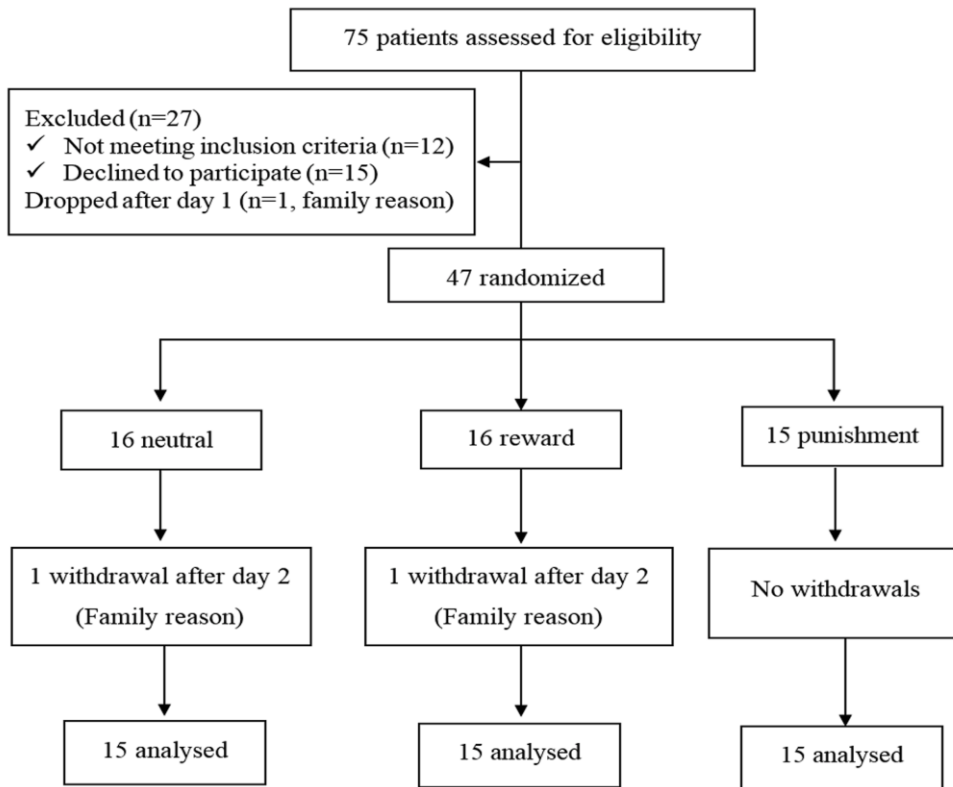 75 patients assessed for eligibility
Excluded (n=27)
✓ Not meeting inclusion criteria (n=12)
✓ Declined to participate (n=15)
Dropped after day 1 (n=1, family reason)
47 randomized
16 neutral
16 reward
15 punishment
1 withdrawal after day 2
(Family reason)
1 withdrawal after day 2
(Family reason)
No withdrawals
15 analysed
15 analysed
15 analysed